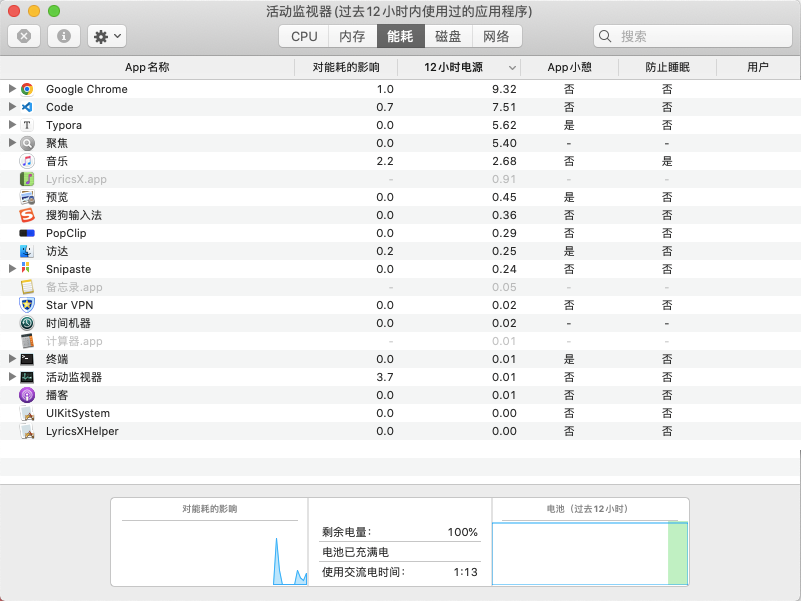 活动监视器 (过去 12 小时内使用过的应用程序)
CPU 内存 能耗 磁盘 网络 搜索
App 名称 对能耗的影响 12 小时电源 App 小憩 防止睡眠 用户
Google Chrome 1.0 9.32 否 否
Code 0.7 7.51 否 否
Typora 0.0 5.62 是 否
聚焦 0.0 5.40 - -
音乐 2.2 2.68 否 是
LyricsX.app - 0.91 - -
预览 0.0 0.45 是 否
搜狗输入法 0.0 0.36 否 否
PopClip 0.0 0.29 否 否
访达 0.2 0.25 是 否
Snipaste 0.0 0.24 否 否
备忘录.app - 0.05 - -
Star VPN 0.0 0.02 否 否
时间机器 0.0 0.02 - -
计算器.app - 0.01 - -
终端 0.0 0.01 是 否
活动监视器 3.7 0.01 否 否
播客 0.0 0.01 否 否
UIKitSystem 0.0 0.00 否 否
LyricsXHelper 0.0 0.00 否 否
对能耗的影响 电池（过去 12 小时）
剩余电量： 100%
电池已充满电
使用交流电时间： 1:13